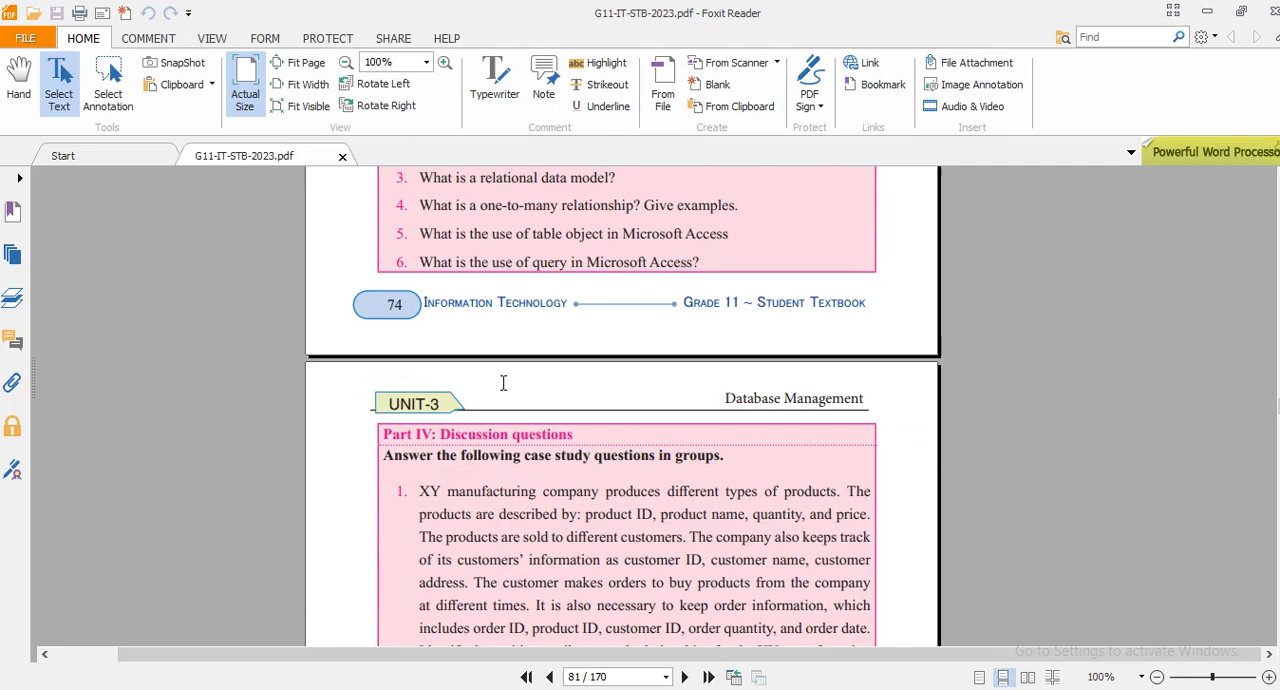 G11-IT-STB-2023.pdf - Foxit Reader
FILE HOME COMMENT VIEW FORM PROTECT SHARE HELP
Find
Hand
Select Text
Select Annotation
SnapShot
Clipboard
Tools
Actual Size
Fit Page
Fit Width
Fit Visible
100%
Rotate Left
Rotate Right
View
Typewriter
Note
Highlight
Strikeout
Underline
Comment
From File
From Scanner
Blank
From Clipboard
Create
PDF Sign
Protect
Link
Bookmark
Links
File Attachment
Image Annotation
Audio & Video
Insert
Start
G11-IT-STB-2023.pdf
Powerful Word Processo
3. What is a relational data model?
4. What is a one-to-many relationship? Give examples.
5. What is the use of table object in Microsoft Access
6. What is the use of query in Microsoft Access?
74 Information Technology Grade 11 ~ Student Textbook
UNIT-3 Database Management
Part IV: Discussion questions
Answer the following case study questions in groups.
1. XY manufacturing company produces different types of products. The
products are described by: product ID, product name, quantity, and price.
The products are sold to different customers. The company also keeps track
of its customers’ information as customer ID, customer name, customer
address. The customer makes orders to buy products from the company
at different times. It is also necessary to keep order information, which
includes order ID, product ID, customer ID, order quantity, and order date.
Go to Settings to activate Windows.
81 / 170
100%